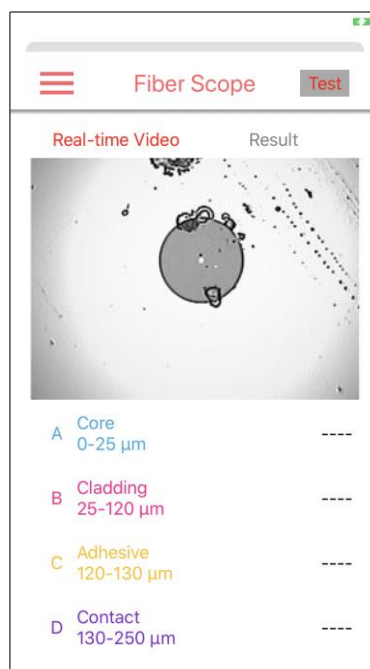 Fiber Scope
Test
Real-time Video
Result
A
Core
0-25 μm
----
B
Cladding
25-120 μm
----
C
Adhesive
120-130 μm
----
D
Contact
130-250 μm
----